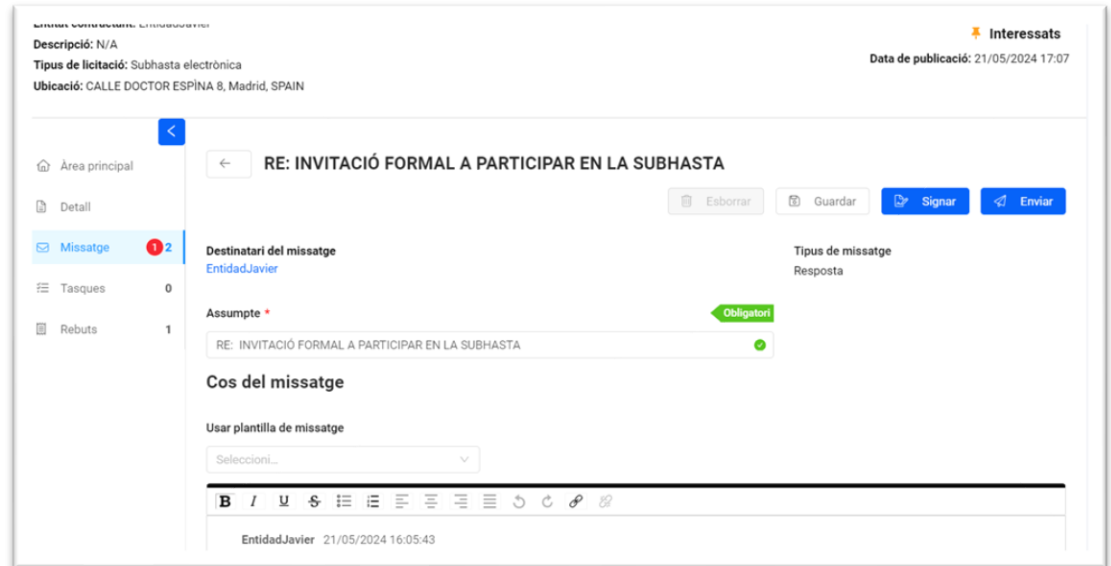 Entitat contractant: EntidadJavier
Descripció: N/A
Tipus de licitació: Subhasta electrònica
Ubicació: CALLE DOCTOR ESPÌNA 8, Madrid, SPAIN
Interessats
Data de publicació: 21/05/2024 17:07
Àrea principal
Detall
Missatge 1 2
Tasques 0
Rebuts 1
RE: INVITACIÓ FORMAL A PARTICIPAR EN LA SUBHASTA
Esborrar Guardar Signar Enviar
Destinatari del missatge
EntidadJavier
Tipus de missatge
Resposta
Assumpte *
Obligatori
RE: INVITACIÓ FORMAL A PARTICIPAR EN LA SUBHASTA
Cos del missatge
Usar plantilla de missatge
Seleccioni...
B I U S
EntidadJavier 21/05/2024 16:05:43